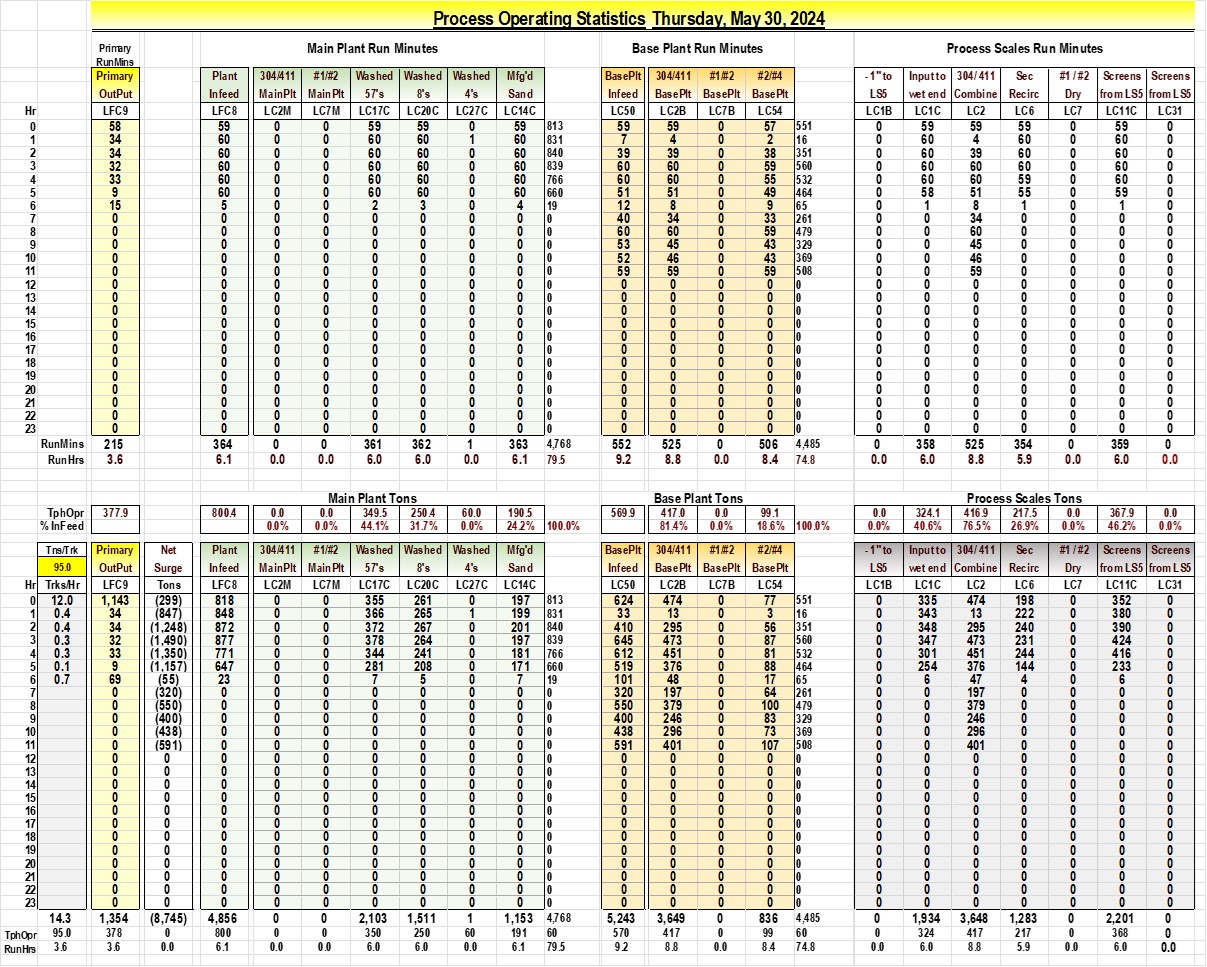 Process Operating Statistics Thursday, May 30, 2024
Primary Main Plant Run Minutes Base Plant Run Minutes Process Scales Run Minutes
RunMins
Primary Plant 304/411 #1/#2 Washed Washed Washed Mfg'd BasePlt 304/411 #1/#2 #2/#4 -1" to Input to 304/411 Sec #1/#2 Screens Screens
OutPut Infeed MainPlt MainPlt 57's 8's 4's Sand Infeed BasePlt BasePlt BasePlt LS5 wet end Combine Recirc Dry from LS5 from LS5
Hr LFC9 LFC8 LC2M LC7M LC17C LC20C LC27C LC14C LC50 LC2B LC7B LC54 LC1B LC1C LC2 LC6 LC7 LC11C LC31
0 58 59 0 0 59 59 0 59 813 59 59 0 57 551 0 59 59 59 0 59 0
1 34 60 0 0 60 60 1 60 831 7 4 0 2 16 0 60 4 60 0 60 0
2 34 60 0 0 60 60 0 60 840 39 39 0 38 351 0 60 39 60 0 60 0
3 32 60 0 0 60 60 0 60 839 60 60 0 59 560 0 60 60 60 0 60 0
4 33 60 0 0 60 60 0 60 766 60 60 0 55 532 0 60 60 59 0 60 0
5 9 60 0 0 60 60 0 60 660 51 51 0 49 464 0 58 51 55 0 59 0
6 15 5 0 0 2 3 0 4 19 12 8 0 9 65 0 1 8 1 0 1 0
7 0 0 0 0 0 0 0 0 0 40 34 0 33 261 0 0 34 0 0 0 0
8 0 0 0 0 0 0 0 0 0 60 60 0 59 479 0 0 60 0 0 0 0
9 0 0 0 0 0 0 0 0 0 53 45 0 43 329 0 0 45 0 0 0 0
10 0 0 0 0 0 0 0 0 0 52 46 0 43 369 0 0 46 0 0 0 0
11 0 0 0 0 0 0 0 0 0 59 59 0 59 508 0 0 59 0 0 0 0
12 0 0 0 0 0 0 0 0 0 0 0 0 0 0 0 0 0 0 0 0 0
13 0 0 0 0 0 0 0 0 0 0 0 0 0 0 0 0 0 0 0 0 0
14 0 0 0 0 0 0 0 0 0 0 0 0 0 0 0 0 0 0 0 0 0
15 0 0 0 0 0 0 0 0 0 0 0 0 0 0 0 0 0 0 0 0 0
16 0 0 0 0 0 0 0 0 0 0 0 0 0 0 0 0 0 0 0 0 0
17 0 0 0 0 0 0 0 0 0 0 0 0 0 0 0 0 0 0 0 0 0
18 0 0 0 0 0 0 0 0 0 0 0 0 0 0 0 0 0 0 0 0 0
19 0 0 0 0 0 0 0 0 0 0 0 0 0 0 0 0 0 0 0 0 0
20 0 0 0 0 0 0 0 0 0 0 0 0 0 0 0 0 0 0 0 0 0
21 0 0 0 0 0 0 0 0 0 0 0 0 0 0 0 0 0 0 0 0 0
22 0 0 0 0 0 0 0 0 0 0 0 0 0 0 0 0 0 0 0 0 0
23 0 0 0 0 0 0 0 0 0 0 0 0 0 0 0 0 0 0 0 0 0
RunMins 215 364 0 0 361 362 1 363 4,768 552 525 0 506 4,485 0 358 525 354 0 359 0
RunHrs 3.6 6.1 0.0 0.0 6.0 6.0 0.0 6.1 79.5 9.2 8.8 0.0 8.4 74.8 0.0 6.0 8.8 5.9 0.0 6.0 0.0
Main Plant Tons Base Plant Tons Process Scales Tons
TphOpr 377.9 800.4 0.0 0.0 349.5 250.4 60.0 190.5 569.9 417.0 0.0 99.1 0.0 324.1 416.9 217.5 0.0 367.9 0.0
% InFeed 0.0% 0.0% 44.1% 31.7% 0.0% 24.2% 100.0% 81.4% 0.0% 18.6% 100.0% 0.0% 40.6% 76.5% 26.9% 0.0% 46.2% 0.0%
Tns/Trk Primary Net Plant 304/411 #1/#2 Washed Washed Washed Mfg'd BasePlt 304/411 #1/#2 #2/#4 -1" to Input to 304/411 Sec #1/#2 Screens Screens
95.0 OutPut Surge Infeed MainPlt MainPlt 57's 8's 4's Sand Infeed BasePlt BasePlt BasePlt LS5 wet end Combine Recirc Dry from LS5 from LS5
Hr Trks/Hr LFC9 Tons LFC8 LC2M LC7M LC17C LC20C LC27C LC14C LC50 LC2B LC7B LC54 LC1B LC1C LC2 LC6 LC7 LC11C LC31
0 12.0 1,143 (299) 818 0 0 355 261 0 197 813 624 474 0 77 551 0 335 474 198 0 352 0
1 0.4 34 (847) 848 0 0 366 265 1 199 831 33 13 0 3 16 0 343 13 222 0 380 0
2 0.4 34 (1,248) 872 0 0 372 267 0 201 840 410 295 0 56 351 0 348 295 240 0 390 0
3 0.3 32 (1,490) 877 0 0 378 264 0 197 839 645 473 0 87 560 0 347 473 231 0 424 0
4 0.3 33 (1,350) 771 0 0 344 241 0 181 766 612 451 0 81 532 0 301 451 244 0 416 0
5 0.1 9 (1,157) 647 0 0 281 208 0 171 660 519 376 0 88 464 0 254 376 144 0 233 0
6 0.7 69 (55) 23 0 0 7 5 0 7 19 101 48 0 17 65 0 6 47 4 0 6 0
7 0 (320) 0 0 0 0 0 0 0 0 320 197 0 64 261 0 0 197 0 0 0 0
8 0 (550) 0 0 0 0 0 0 0 0 550 379 0 100 479 0 0 379 0 0 0 0
9 0 (400) 0 0 0 0 0 0 0 0 400 246 0 83 329 0 0 246 0 0 0 0
10 0 (438) 0 0 0 0 0 0 0 0 438 296 0 73 369 0 0 296 0 0 0 0
11 0 (591) 0 0 0 0 0 0 0 0 591 401 0 107 508 0 0 401 0 0 0 0
12 0 0 0 0 0 0 0 0 0 0 0 0 0 0 0 0 0 0 0 0 0 0
13 0 0 0 0 0 0 0 0 0 0 0 0 0 0 0 0 0 0 0 0 0 0
14 0 0 0 0 0 0 0 0 0 0 0 0 0 0 0 0 0 0 0 0 0 0
15 0 0 0 0 0 0 0 0 0 0 0 0 0 0 0 0 0 0 0 0 0 0
16 0 0 0 0 0 0 0 0 0 0 0 0 0 0 0 0 0 0 0 0 0 0
17 0 0 0 0 0 0 0 0 0 0 0 0 0 0 0 0 0 0 0 0 0 0
18 0 0 0 0 0 0 0 0 0 0 0 0 0 0 0 0 0 0 0 0 0 0
19 0 0 0 0 0 0 0 0 0 0 0 0 0 0 0 0 0 0 0 0 0 0
20 0 0 0 0 0 0 0 0 0 0 0 0 0 0 0 0 0 0 0 0 0 0
21 0 0 0 0 0 0 0 0 0 0 0 0 0 0 0 0 0 0 0 0 0 0
22 0 0 0 0 0 0 0 0 0 0 0 0 0 0 0 0 0 0 0 0 0 0
23 0 0 0 0 0 0 0 0 0 0 0 0 0 0 0 0 0 0 0 0 0 0
14.3 1,354 (8,745) 4,856 0 0 2,103 1,511 1 1,153 4,768 5,243 3,649 0 836 4,485 0 1,934 3,648 1,283 0 2,201 0
TphOpr 95.0 378 0 800 0 0 350 250 60 191 60 570 417 0 99 60 0 324 417 217 0 368 0
RunHrs 3.6 3.6 0.0 6.1 0.0 0.0 6.0 6.0 0.0 6.1 79.5 9.2 8.8 0.0 8.4 74.8 0.0 6.0 8.8 5.9 0.0 6.0 0.0